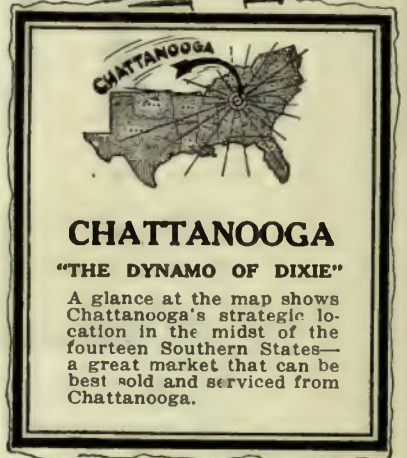 CHATTANOOGA
CHATTANOOGA
"THE DYNAMO OF DIXIE"
A glance at the map shows
Chattanooga's strategic lo-
cation in the midst of the
fourteen Southern States—
a great market that can be
best sold and serviced from
Chattanooga.